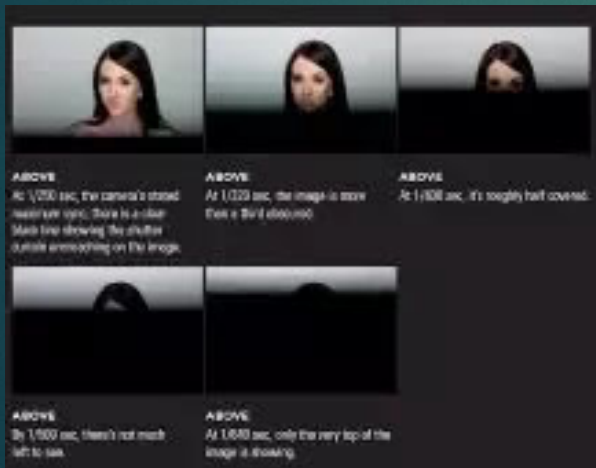 ABOVE
At 1/250 sec, the camera's stated
maximum sync, there is a clear
black line showing the shutter
curtain encroaching on the image.
ABOVE
At 1/320 sec, the image is more
than a third obscured
ABOVE
At 1/400 sec, it's roughly half covered.
ABOVE
By 1/500 sec, there's not much
left to see.
ABOVE
At 1/640 sec, only the very top of the
image is showing.